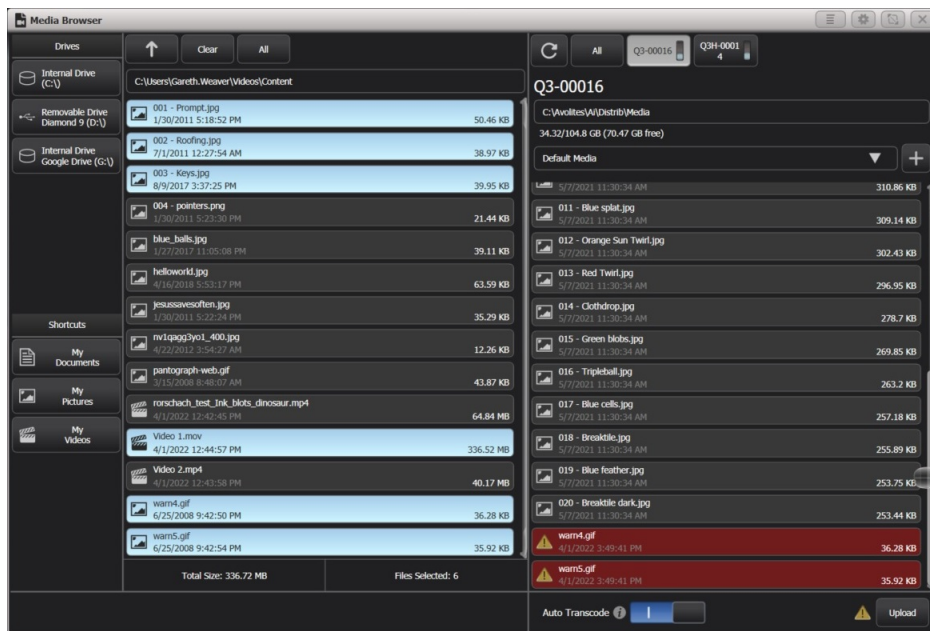 Media Browser
Drives
Internal Drive
(C:\)
Removable Drive
Diamond 9 (D:\)
Internal Drive
Google Drive (G:\)
Shortcuts
My
Documents
My
Pictures
My
Videos
Clear
All
C:\Users\Gareth.Weaver\Videos\Content
001 - Prompt.jpg
1/30/2011 5:18:52 PM
50.46 KB
002 - Roofing.jpg
7/1/2011 12:27:54 AM
38.97 KB
003 - Keys.jpg
8/9/2017 3:37:25 PM
39.95 KB
004 - pointers.png
1/30/2011 5:23:30 PM
21.44 KB
blue_balls.jpg
1/27/2017 11:05:08 PM
39.11 KB
helloworld.jpg
4/16/2018 5:53:17 PM
63.59 KB
jesussavesoften.jpg
1/30/2011 5:22:24 PM
35.29 KB
nv1qagg3yo1_400.jpg
4/22/2012 3:54:27 AM
12.26 KB
pantograph-web.gif
3/15/2008 8:48:07 AM
43.87 KB
rorschach_test_Ink_blots_dinosaur.mp4
4/1/2022 12:42:45 PM
64.84 MB
Video 1.mov
4/1/2022 12:44:57 PM
336.52 MB
Video 2.mp4
4/1/2022 12:43:58 PM
40.17 MB
warn4.gif
6/25/2008 9:42:50 PM
36.28 KB
warn5.gif
6/25/2008 9:42:54 PM
35.92 KB
Total Size: 336.72 MB
Files Selected: 6
All
Q3-00016
Q3H-0001
4
Q3-00016
C:\Avolites\Ai\Distrib\Media
34.32/104.8 GB (70.47 GB free)
Default Media
5/7/2021 11:30:34 AM
310.86 KB
011 - Blue splat.jpg
5/7/2021 11:30:34 AM
309.14 KB
012 - Orange Sun Twirl.jpg
5/7/2021 11:30:34 AM
302.43 KB
013 - Red Twirl.jpg
5/7/2021 11:30:34 AM
296.95 KB
014 - Clothdrop.jpg
5/7/2021 11:30:34 AM
278.7 KB
015 - Green blobs.jpg
5/7/2021 11:30:34 AM
269.85 KB
016 - Tripleball.jpg
5/7/2021 11:30:34 AM
263.2 KB
017 - Blue cells.jpg
5/7/2021 11:30:34 AM
257.18 KB
018 - Breaktile.jpg
5/7/2021 11:30:34 AM
255.89 KB
019 - Blue feather.jpg
5/7/2021 11:30:34 AM
253.75 KB
020 - Breaktile dark.jpg
5/7/2021 11:30:34 AM
253.44 KB
warn4.gif
4/1/2022 3:49:41 PM
36.28 KB
warn5.gif
4/1/2022 3:49:41 PM
35.92 KB
Auto Transcode
Upload